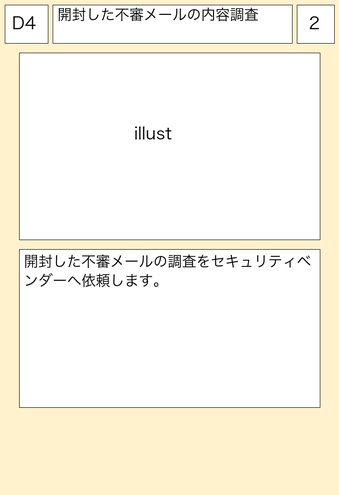 D4
開封した不審メールの内容調査
2
illust
開封した不審メールの調査をセキュリティベ
ンダーへ依頼します。